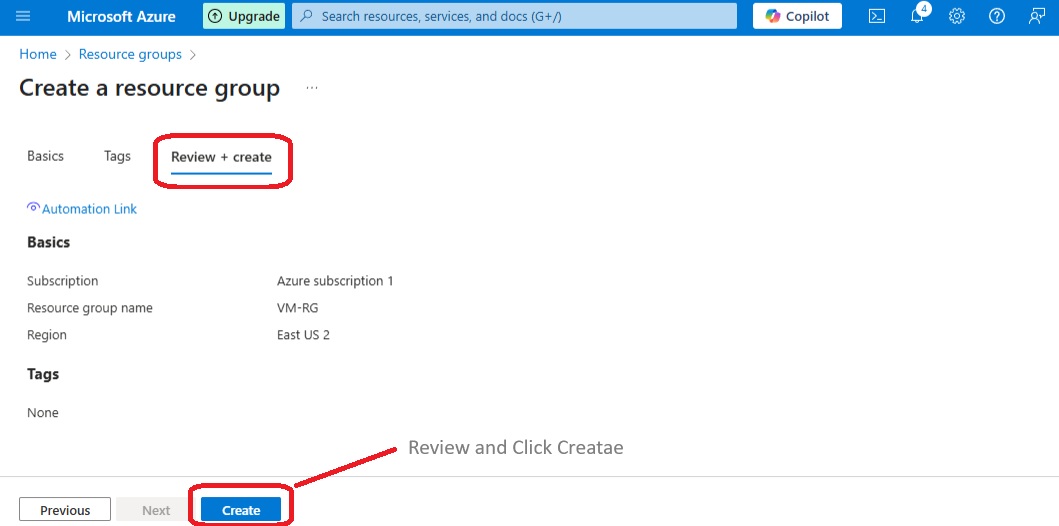 Microsoft Azure Upgrade Search resources, services, and docs (G+/) Copilot 4
Home > Resource groups >
Create a resource group ...
Basics Tags Review + create
Automation Link
Basics
Subscription Azure subscription 1
Resource group name VM-RG
Region East US 2
Tags
None
Review and Click Creatae
Previous Next Create